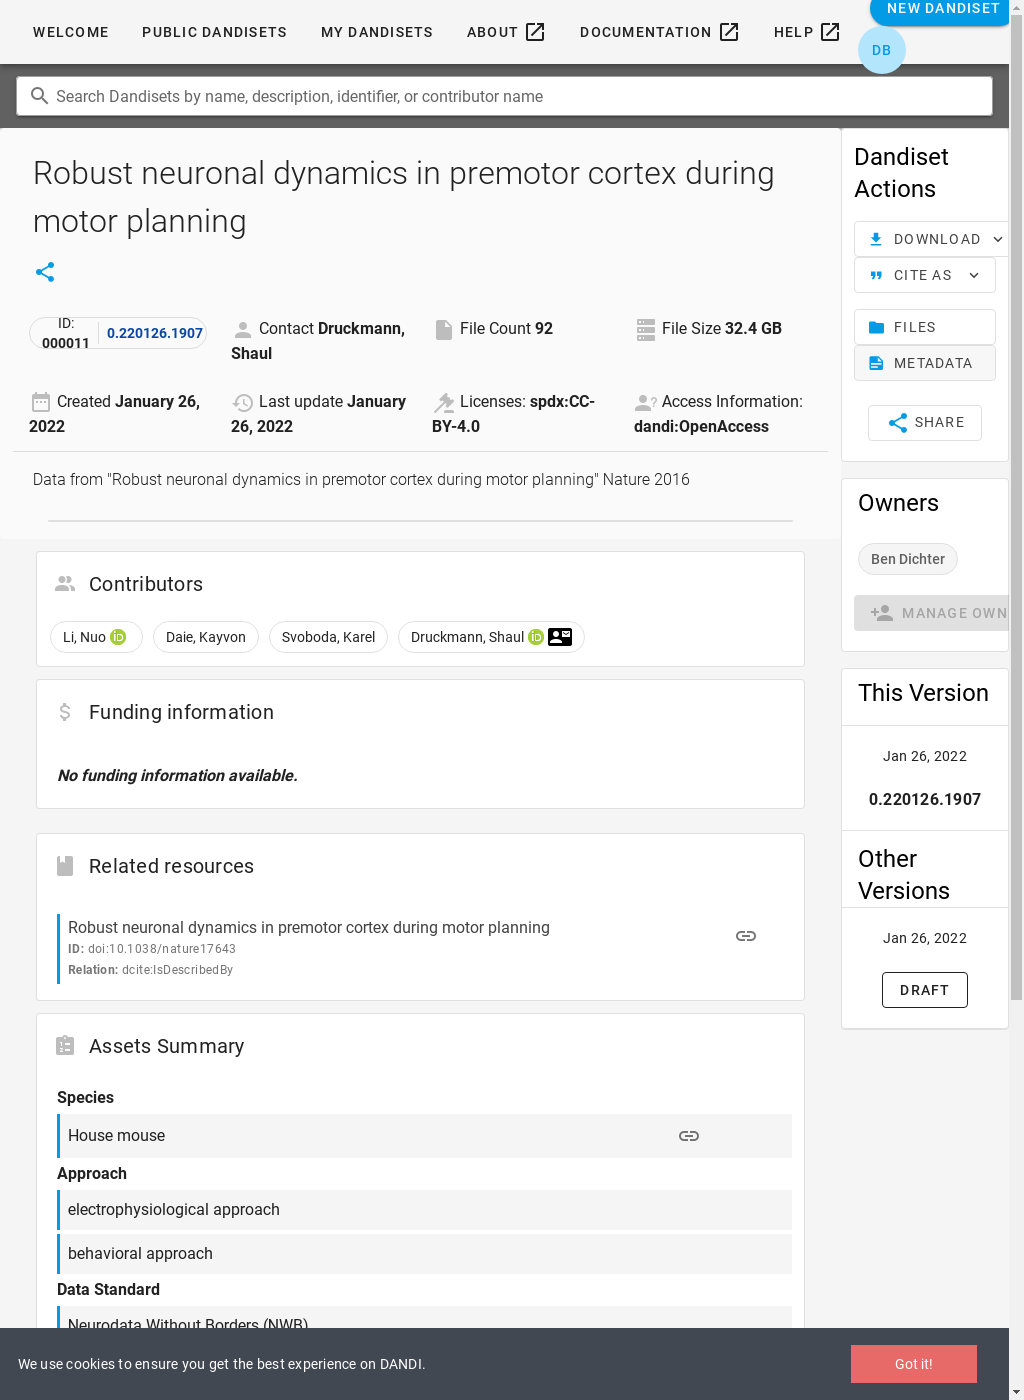 WELCOME PUBLIC DANDISETS MY DANDISETS ABOUT DOCUMENTATION HELP NEW DANDISET
DB
Search Dandisets by name, description, identifier, or contributor name
Robust neuronal dynamics in premotor cortex during
motor planning
ID:
000011
0.220126.1907
Contact Druckmann,
Shaul
File Count 92
File Size 32.4 GB
Created January 26,
2022
Last update January
26, 2022
Licenses: spdx:CC-
BY-4.0
Access Information:
dandi:OpenAccess
Data from "Robust neuronal dynamics in premotor cortex during motor planning" Nature 2016
Contributors
Li, Nuo iD
Daie, Kayvon
Svoboda, Karel
Druckmann, Shaul iD
Funding information
No funding information available.
Related resources
Robust neuronal dynamics in premotor cortex during motor planning
ID: doi:10.1038/nature17643
Relation: dcite:IsDescribedBy
Assets Summary
Species
House mouse
Approach
electrophysiological approach
behavioral approach
Data Standard
Neurodata Without Borders (NWB)
Dandiset
Actions
DOWNLOAD
CITE AS
FILES
METADATA
SHARE
Owners
Ben Dichter
MANAGE OWN
This Version
Jan 26, 2022
0.220126.1907
Other
Versions
Jan 26, 2022
DRAFT
We use cookies to ensure you get the best experience on DANDI.
Got it!